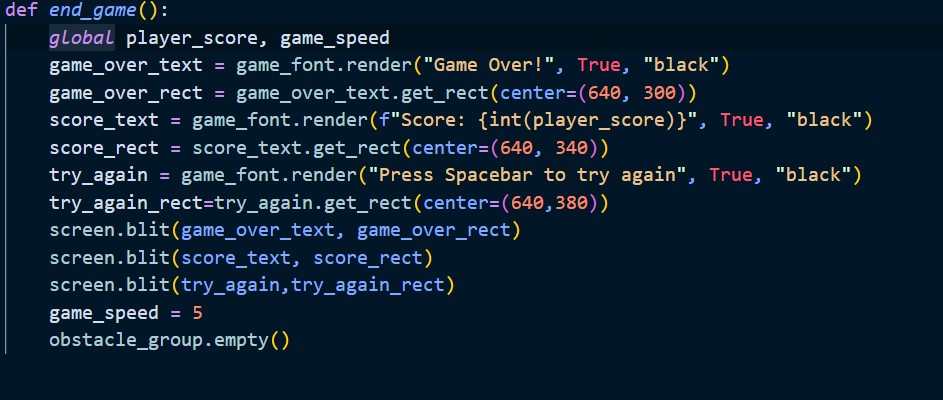 def end_game():
    global player_score, game_speed
    game_over_text = game_font.render("Game Over!", True, "black")
    game_over_rect = game_over_text.get_rect(center=(640, 300))
    score_text = game_font.render(f"Score: {int(player_score)}", True, "black")
    score_rect = score_text.get_rect(center=(640, 340))
    try_again = game_font.render("Press Spacebar to try again", True, "black")
    try_again_rect=try_again.get_rect(center=(640,380))
    screen.blit(game_over_text, game_over_rect)
    screen.blit(score_text, score_rect)
    screen.blit(try_again,try_again_rect)
    game_speed = 5
    obstacle_group.empty()